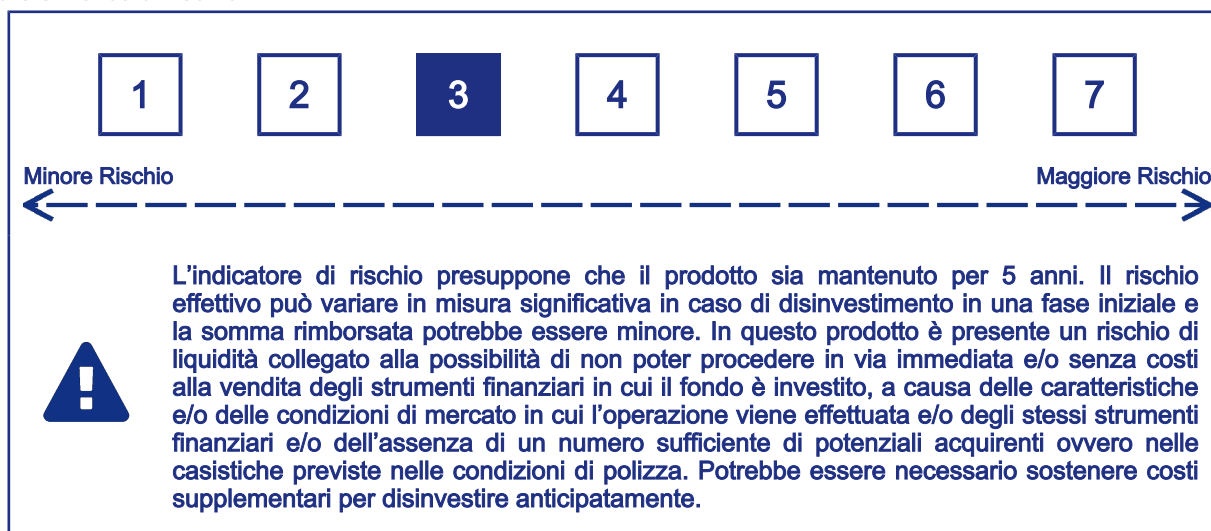 1 2 3 4 5 6 7
Minore Rischio Maggiore Rischio
L'indicatore di rischio presuppone che il prodotto sia mantenuto per 5 anni. Il rischio
effettivo può variare in misura significativa in caso di disinvestimento in una fase iniziale e
la somma rimborsata potrebbe essere minore. In questo prodotto è presente un rischio di
liquidità collegato alla possibilità di non poter procedere in via immediata e/o senza costi
alla vendita degli strumenti finanziari in cui il fondo è investito, a causa delle caratteristiche
e/o delle condizioni di mercato in cui l'operazione viene effettuata e/o degli stessi strumenti
finanziari e/o dell'assenza di un numero sufficiente di potenziali acquirenti ovvero nelle
casistiche previste nelle condizioni di polizza. Potrebbe essere necessario sostenere costi
supplementari per disinvestire anticipatamente.